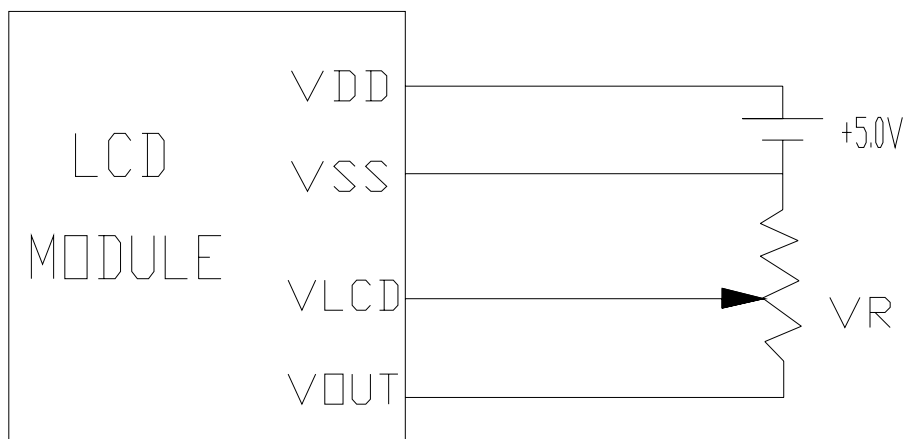 VDD
+5.0V
LCD
VSS
MODULE
VLCD
VR
VOUT